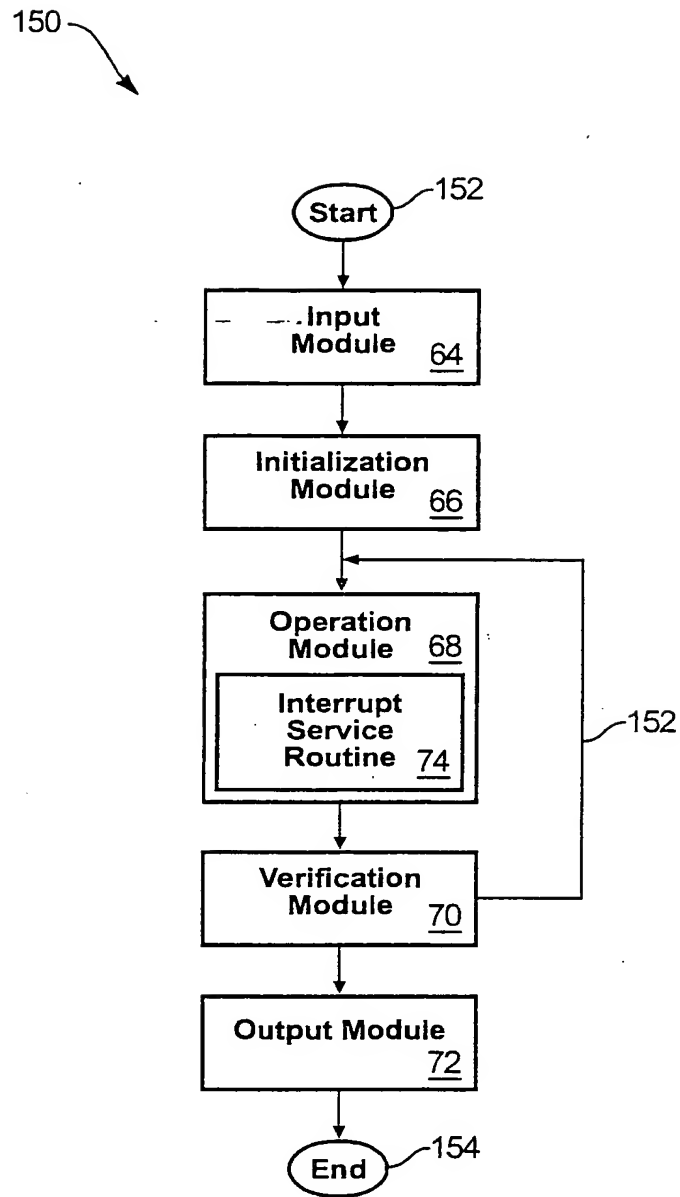 150
Start
152
Input
Module
64
Initialization
Module
66
Operation
Module
68
Interrupt
Service
Routine
74
152
Verification
Module
70
Output Module
72
End
154